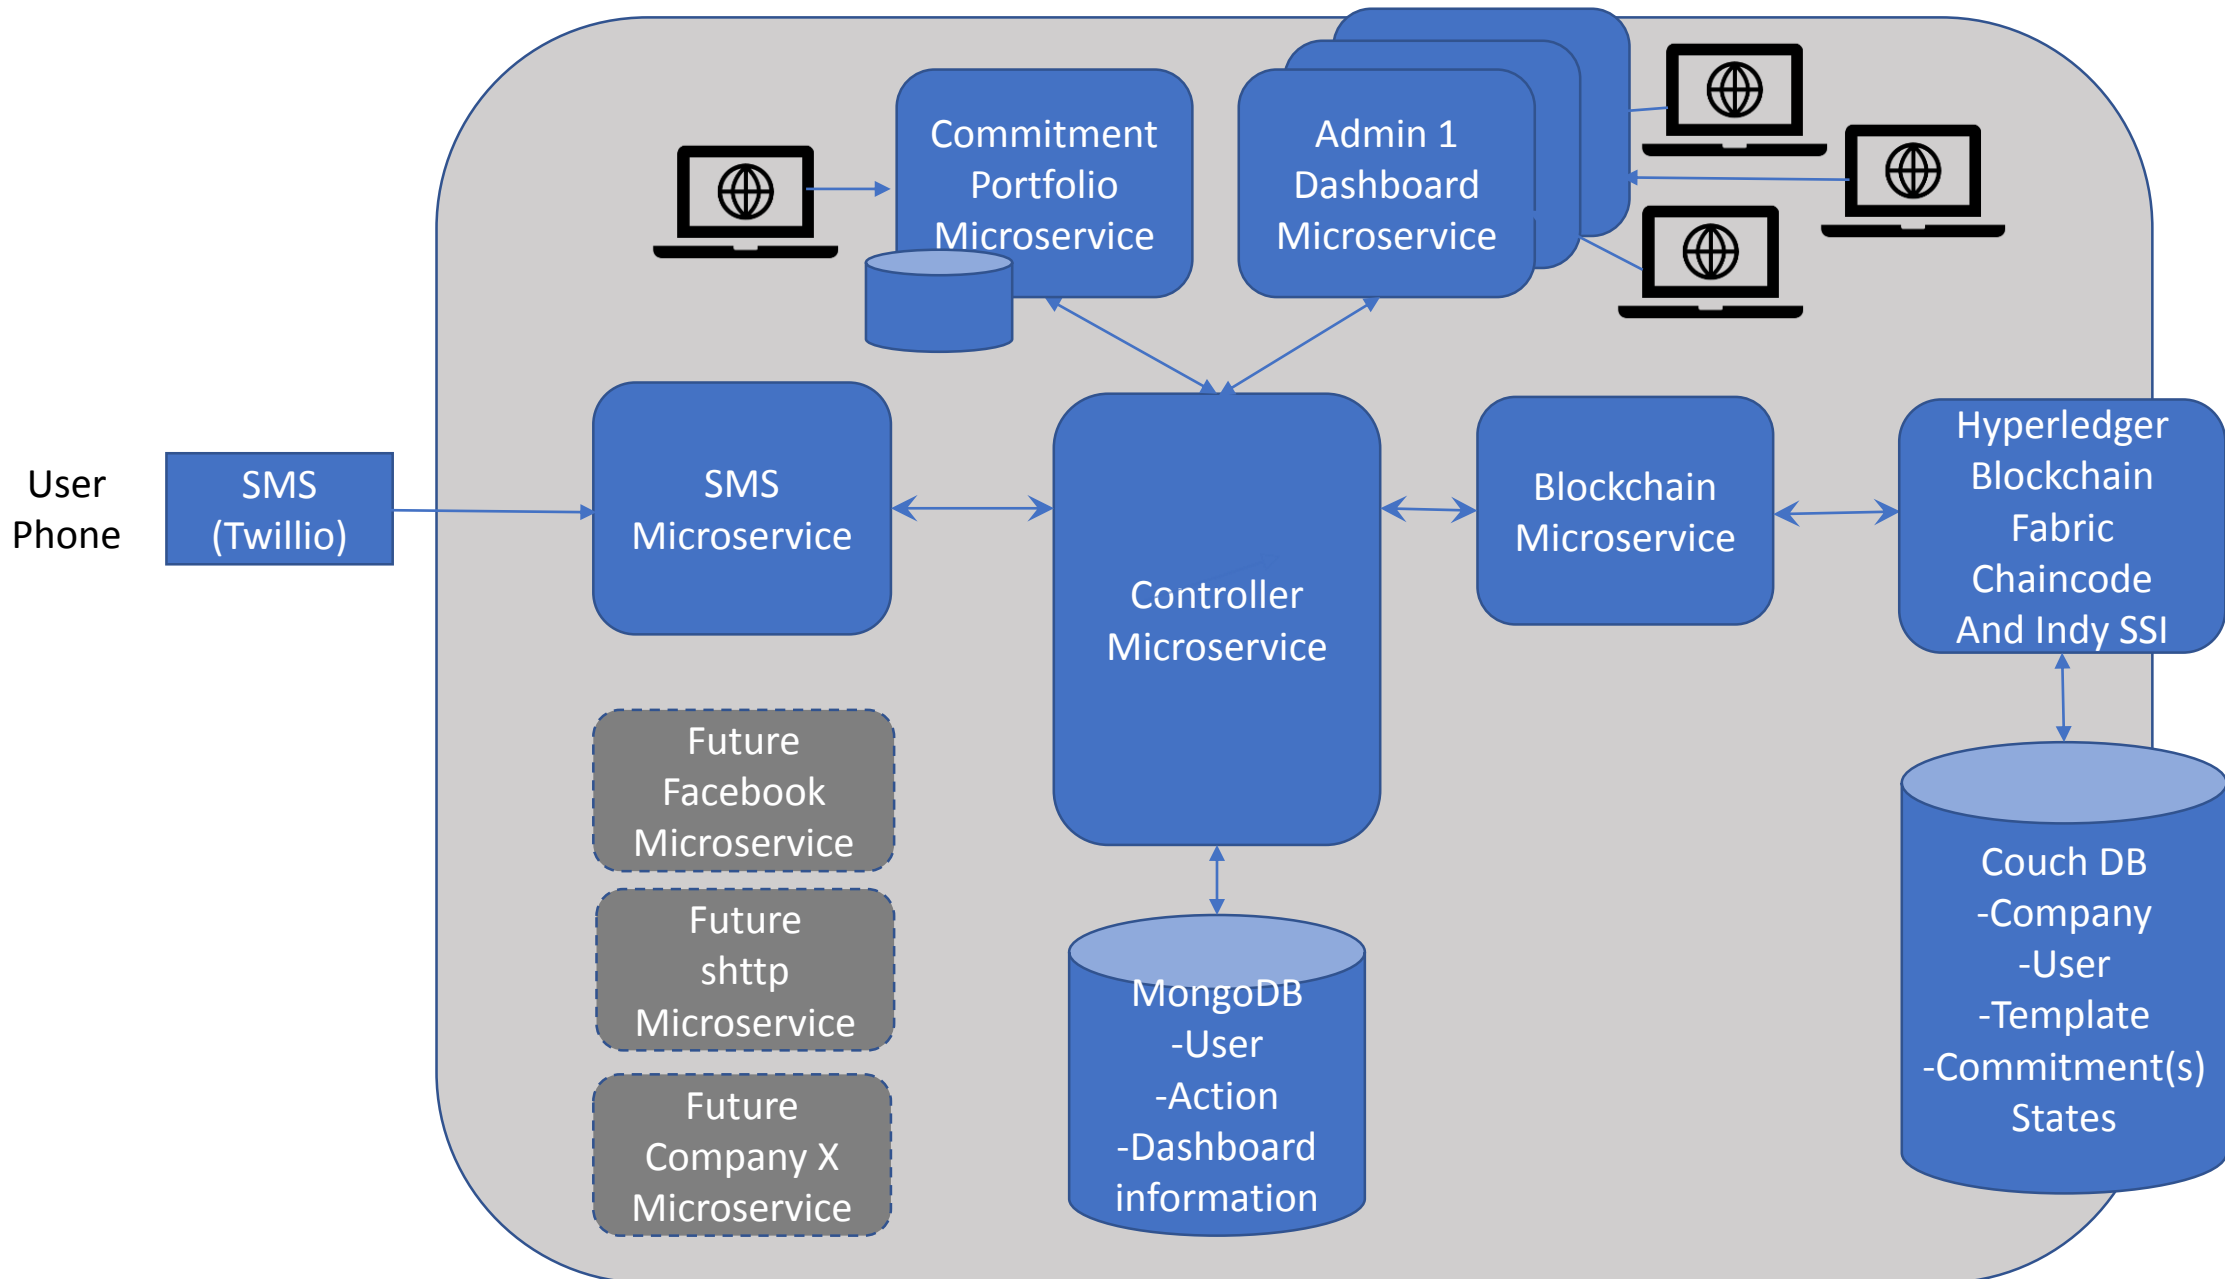 Commitment
Portfolio
Microservice
Admin 1
Dashboard
Microservice
User
Phone
SMS
(Twillio)
SMS
Microservice
Controller
Microservice
Blockchain
Microservice
Hyperledger
Blockchain
Fabric
Chaincode
And Indy SSI
Future
Facebook
Microservice
Future
shttp
Microservice
Future
Company X
Microservice
MongoDB
-User
-Action
-Dashboard
information
Couch DB
-Company
-User
-Template
-Commitment(s)
States